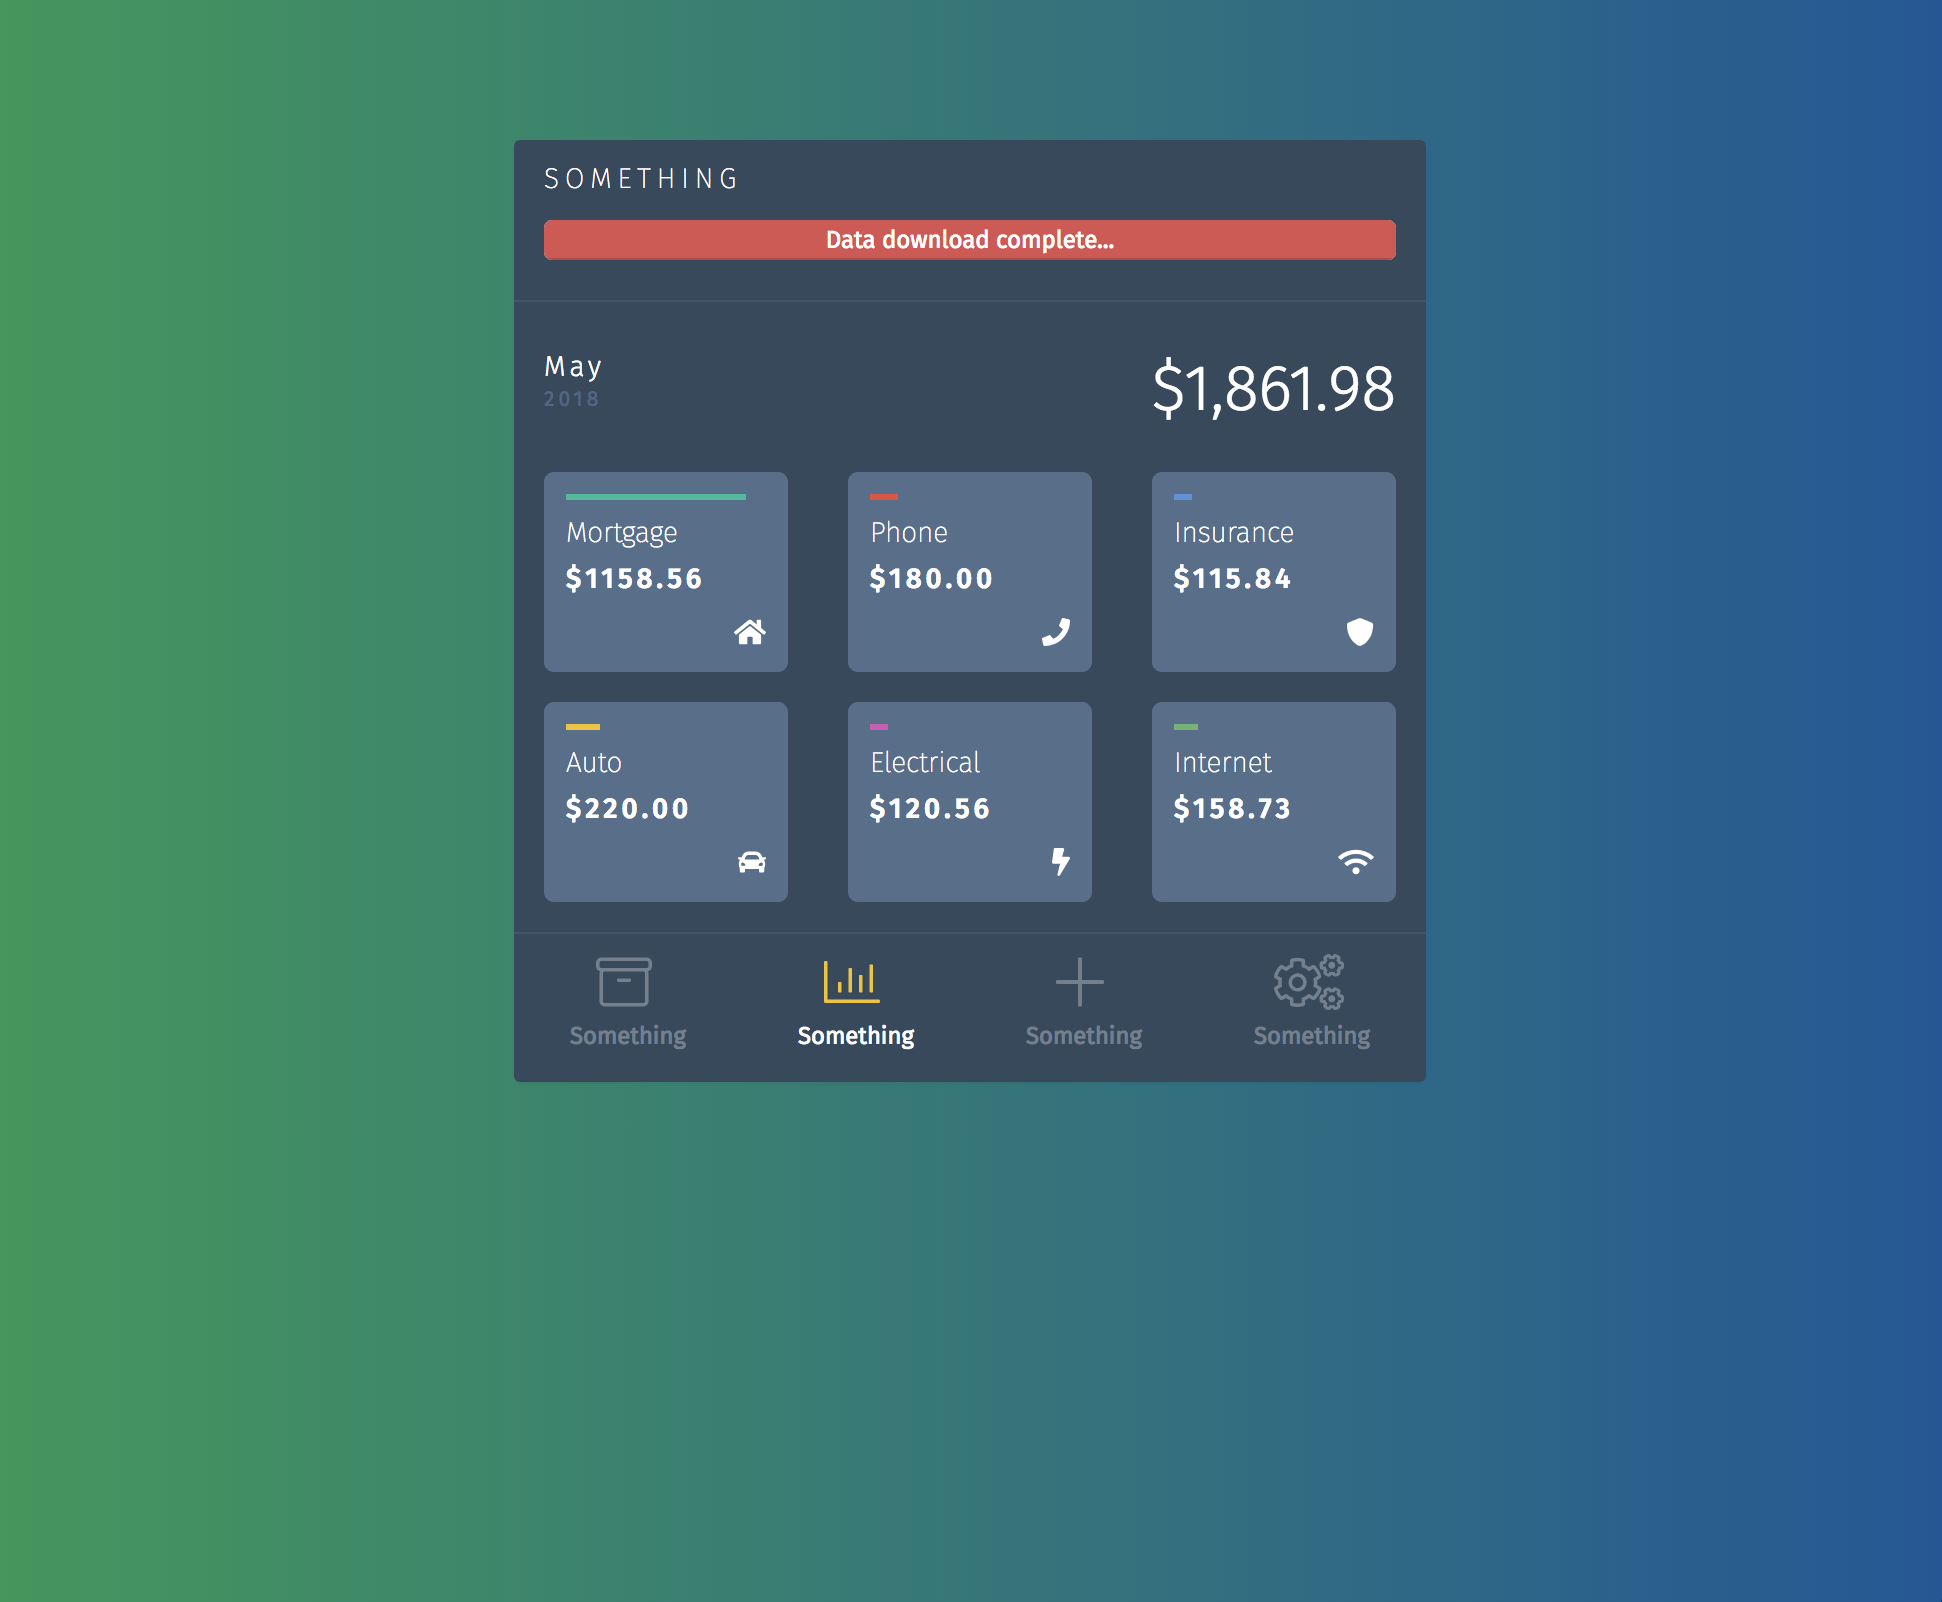 SOMETHING
Data download complete...
May
2018
$1,861.98
Mortgage
$1158.56
Phone
$180.00
Insurance
$115.84
Auto
$220.00
Electrical
$120.56
Internet
$158.73
Something
Something
Something
Something